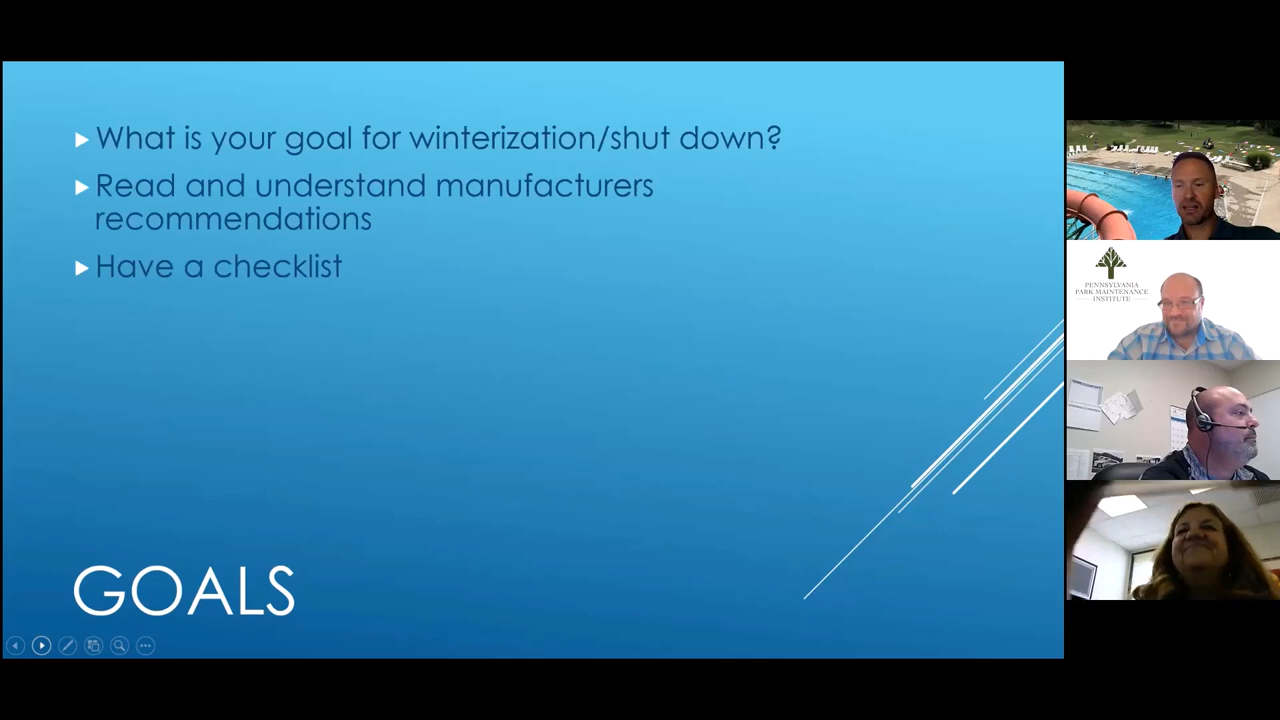 What is your goal for winterization/shut down?
Read and understand manufacturers
recommendations
Have a checklist
GOALS
PENNSYLVANIA
PARK MAINTENANCE
INSTITUTE